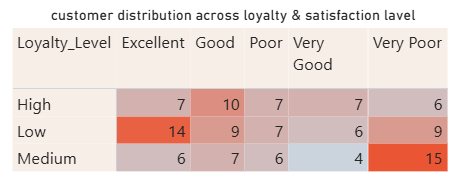 customer distribution across loyalty & satisfaction lavel
Loyalty_Level Excellent Good Poor Very Good Very Poor
High 7 10 7 7 6
Low 14 9 7 6 9
Medium 6 7 6 4 15